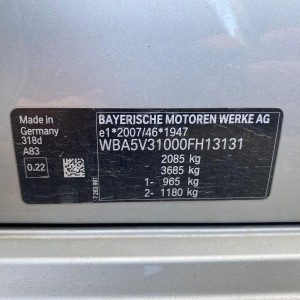 Made in
Germany
318d
A83
0.22
BAYERISCHE MOTOREN WERKE AG
e1*2007/46*1947
WBA5V31000FH13131
2085 kg
3685 kg
1- 965 kg
2- 1180 kg